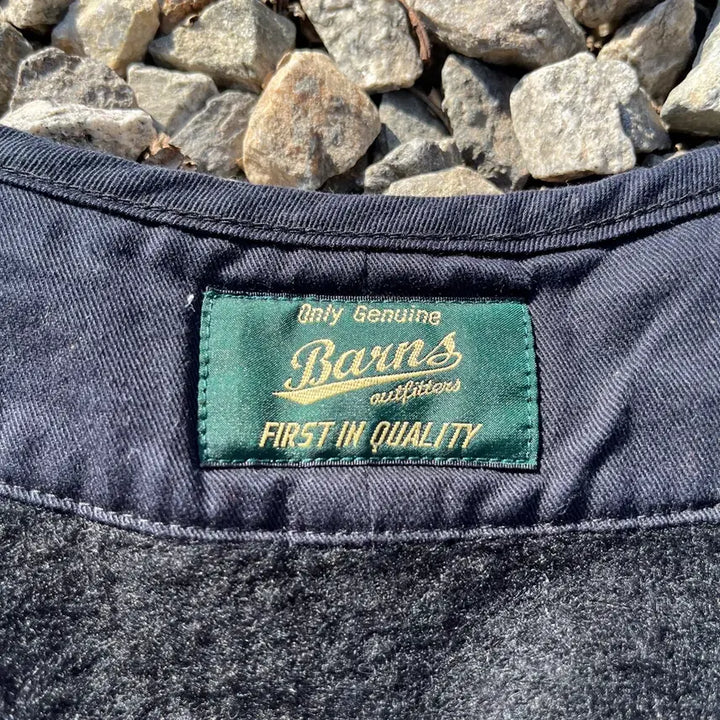 Only Genuine
Barns
outfitters
FIRST IN QUALITY